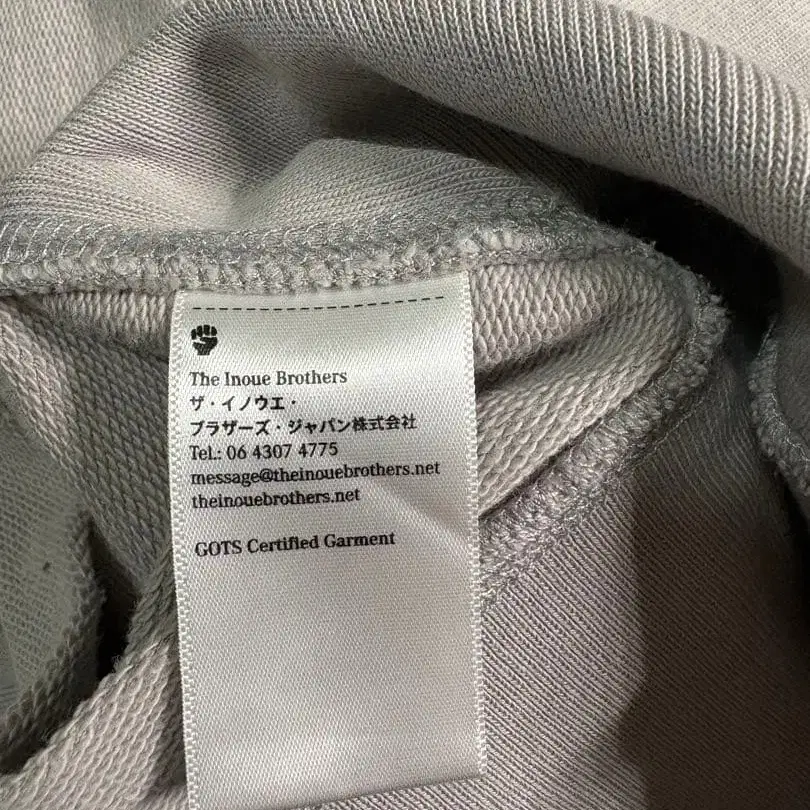 The Inoue Brothers
ザ・イノウエ・
ブラザーズ・ジャパン株式会社
Tel.: 06 4307 4775
message@theinouebrothers.net
theinouebrothers.net
GOTS Certified Garment